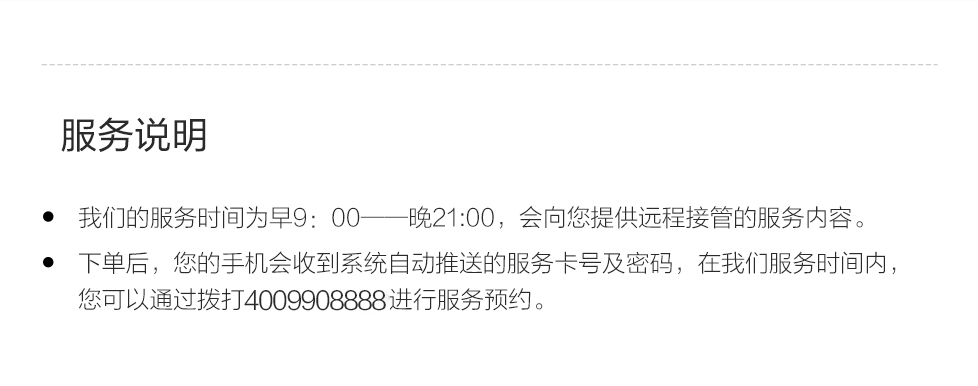 服务说明
我们的服务时间为早9：00——晚21:00，会向您提供远程接管的服务内容。
下单后，您的手机会收到系统自动推送的服务卡号及密码，在我们服务时间内，
您可以通过拨打4009908888进行服务预约。